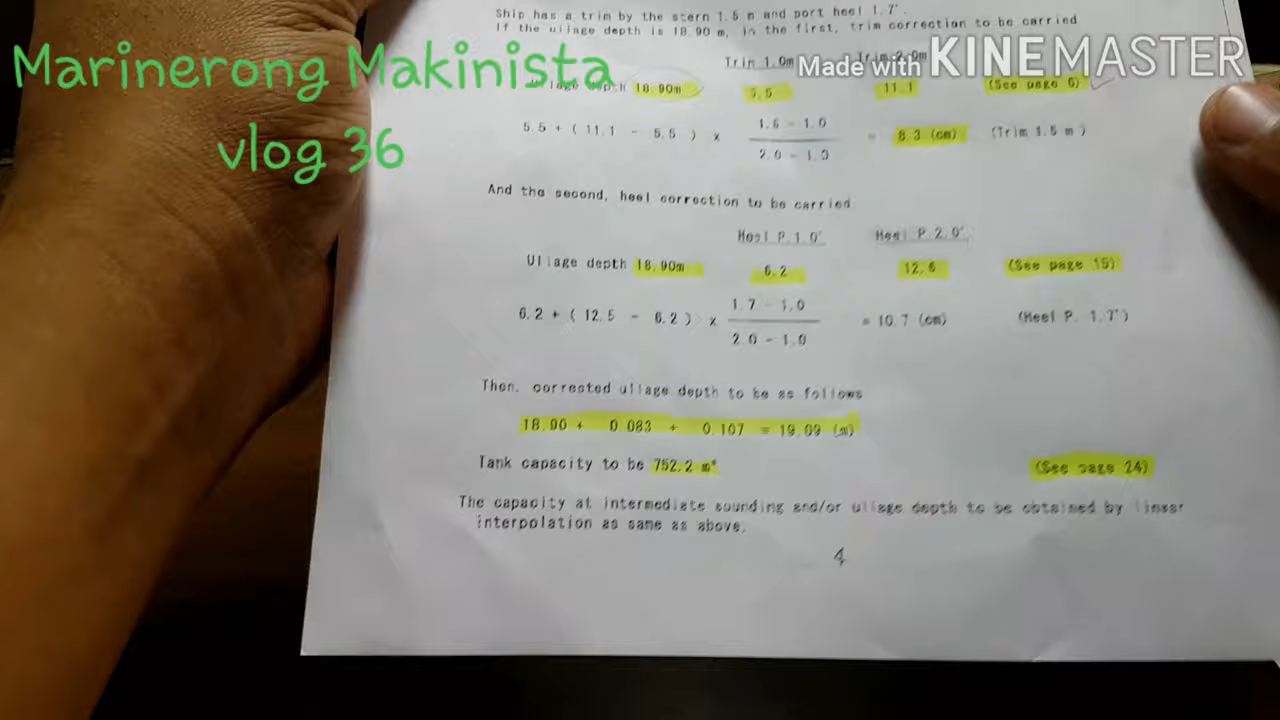 Ship has a trim by the stern 1.5 m and port heel 1.7°.
If the ullage depth is 18.90 m, in the first, trim correction to be carried
Marinerong Makinista
vlog 36
Made with KINEMASTER
Trim 1.0m Trim 2.0m
18.90m 5.5 11.1 (See page 6)
5.5 + ( 11.1 - 5.5 ) × 1.5 - 1.0 = 8.3 (cm) (Trim 1.5 m )
2.0 - 1.0
And the second, heel correction to be carried
Heel P.1.0° Heel P.2.0°
Ullage depth 18.90m 6.2 12.6 (See page 15)
6.2 + ( 12.5 - 6.2 ) × 1.7 - 1.0 = 10.7 (cm) (Heel P. 1.7°)
2.0 - 1.0
Then, corrected ullage depth to be as follows
18.90 + 0.083 + 0.107 = 19.09 (m)
Tank capacity to be 752.2 m³ (See page 24)
The capacity at intermediate sounding and/or ullage depth to be obtained by linear
interpolation as same as above.
4